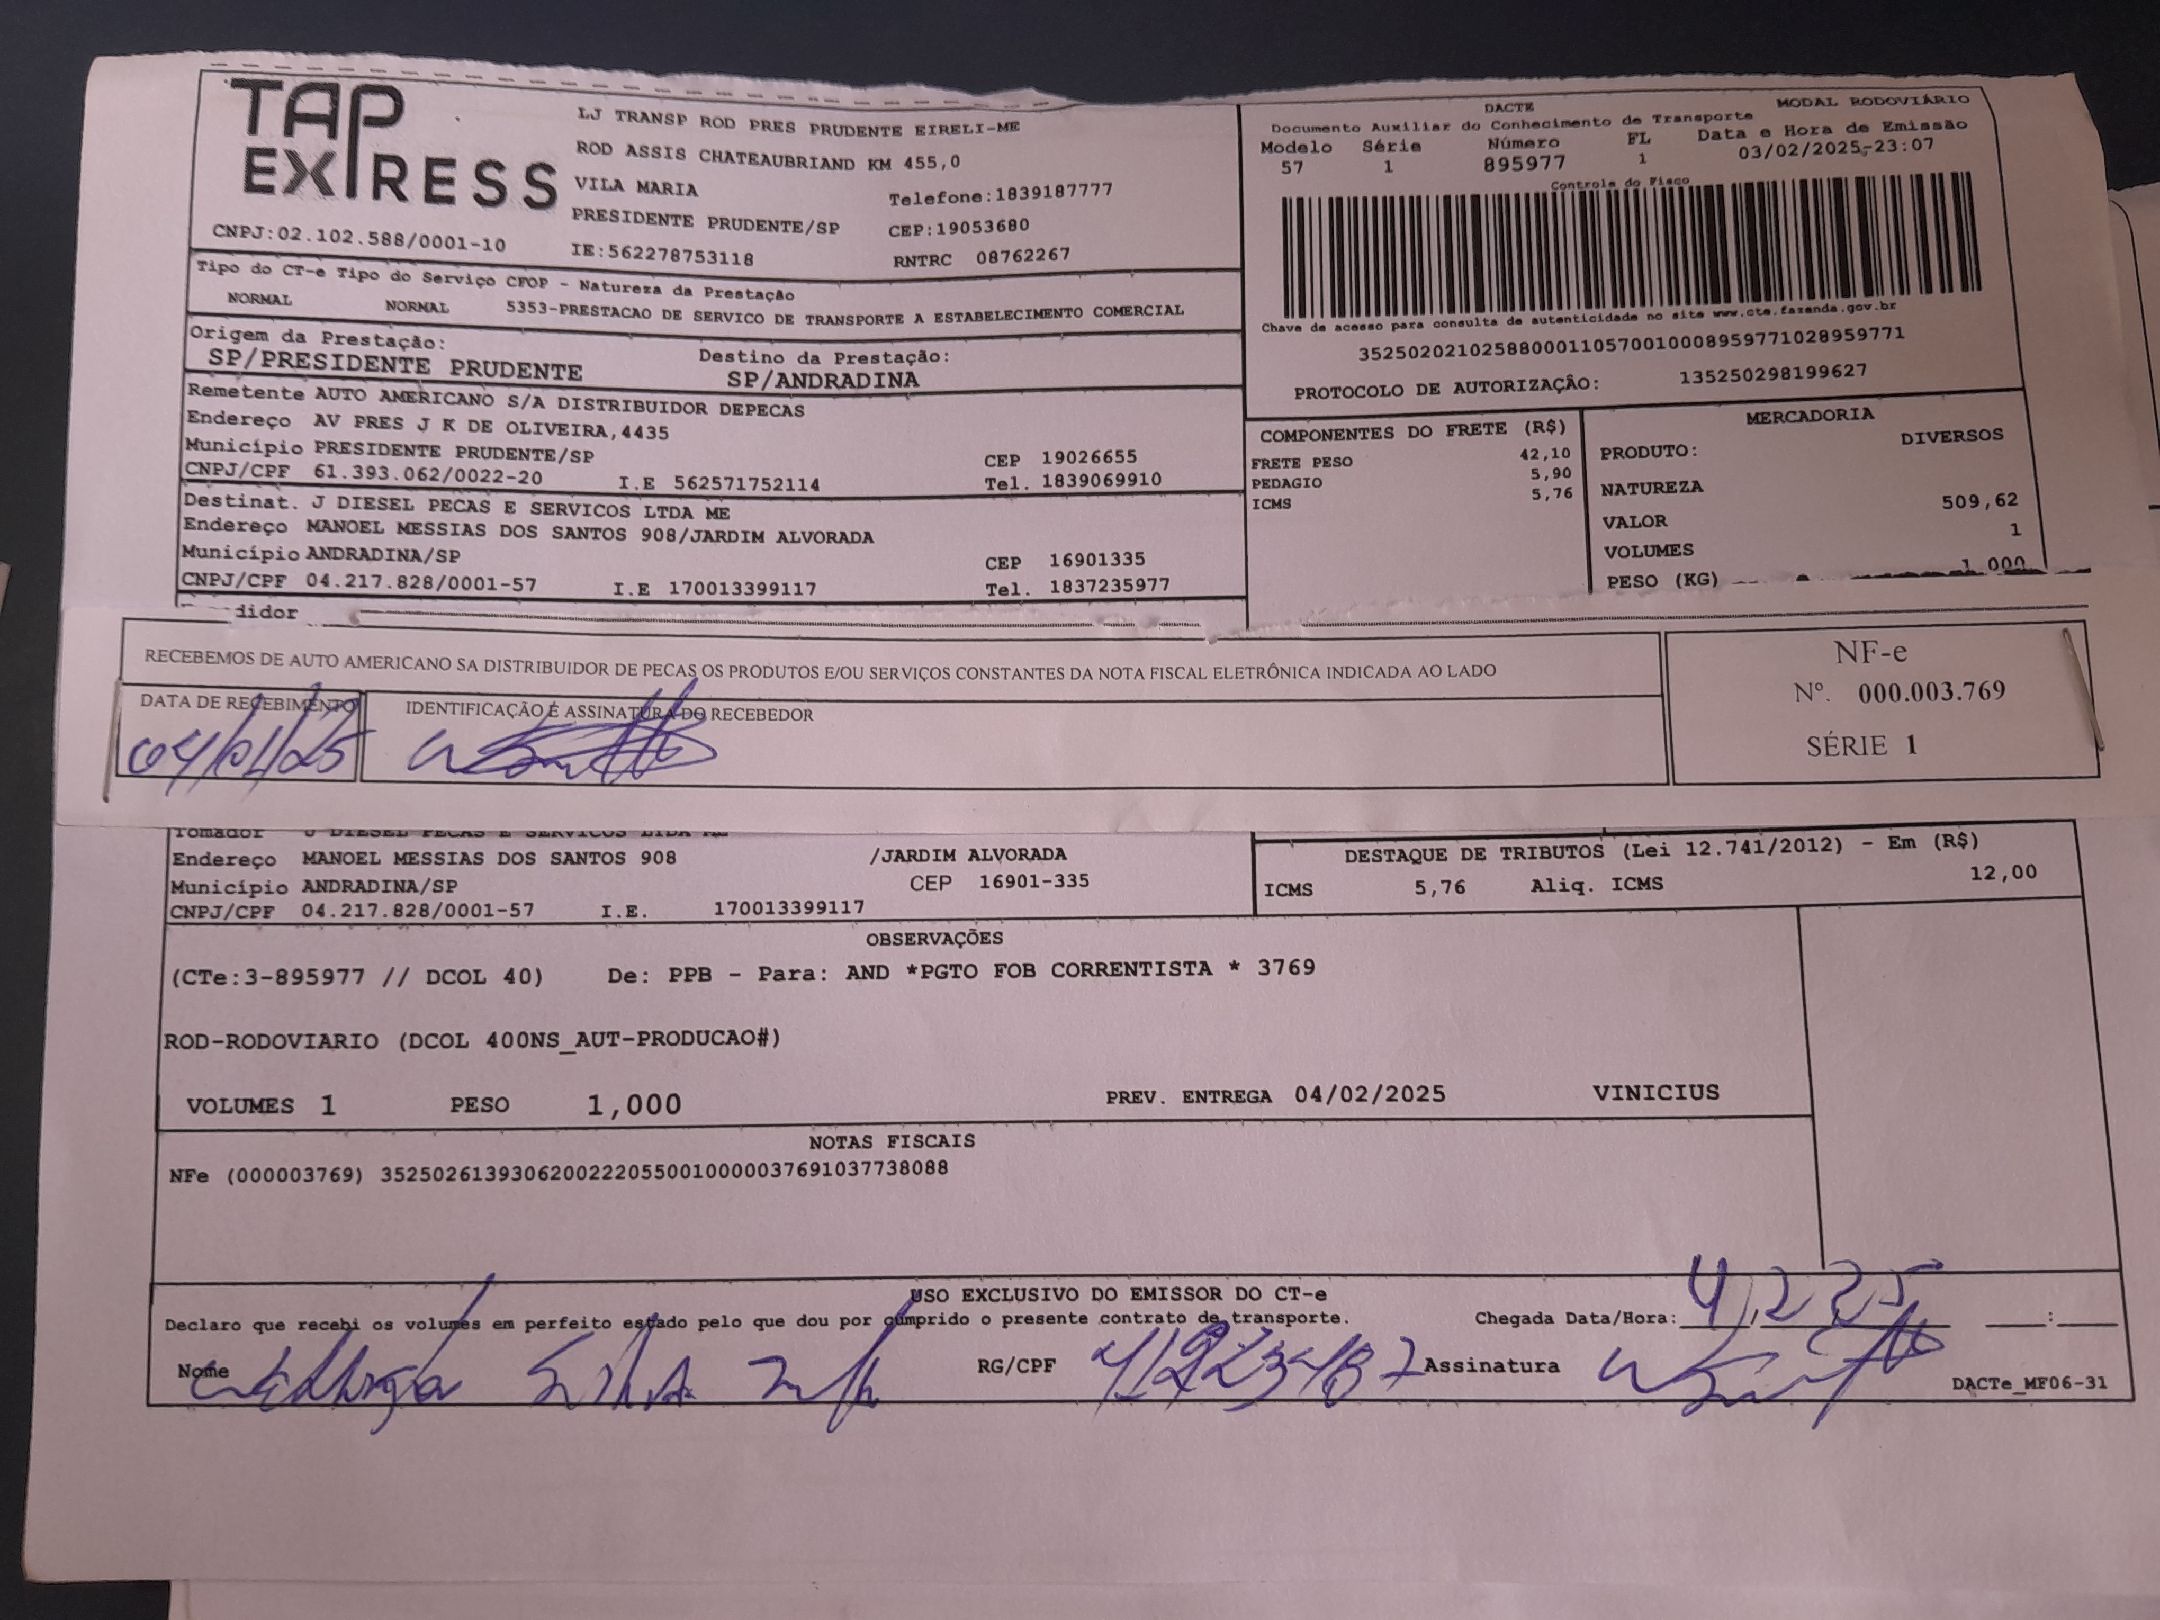 TAP
EXPRESS
CNPJ:02.102.588/0001-10
LJ TRANSP ROD PRES PRUDENTE EIRELI-ME
ROD ASSIS CHATEAUBRIAND KM 455,0
VILA MARIA Telefone:1839187777
PRESIDENTE PRUDENTE/SP CEP:19053680
IE:562278753118 RNTRC 08762267
Tipo do CT-e Tipo do Serviço CFOP - Natureza da Prestação
NORMAL NORMAL 5353-PRESTACAO DE SERVICO DE TRANSPORTE A ESTABELECIMENTO COMERCIAL
Origem da Prestação: Destino da Prestação:
SP/PRESIDENTE PRUDENTE SP/ANDRADINA
Remetente AUTO AMERICANO S/A DISTRIBUIDOR DEPECAS
Endereço AV PRES J K DE OLIVEIRA,4435
Município PRESIDENTE PRUDENTE/SP CEP 19026655
CNPJ/CPF 61.393.062/0022-20 I.E 562571752114 Tel. 1839069910
Destinat. J DIESEL PECAS E SERVICOS LTDA ME
Endereço MANOEL MESSIAS DOS SANTOS 908/JARDIM ALVORADA
Município ANDRADINA/SP CEP 16901335
CNPJ/CPF 04.217.828/0001-57 I.E 170013399117 Tel. 1837235977
didor
DACTE MODAL RODOVIÁRIO
Documento Auxiliar do Conhecimento de Transporte
Modelo Série Número FL Data e Hora de Emissão
57 1 895977 1 03/02/2025-23:07
Controle do Fisco
Chave de acesso para consulta de autenticidade no site www.cte.fazenda.gov.br
35250202102588000110570010008959771028959771
PROTOCOLO DE AUTORIZAÇÃO: 135250298199627
COMPONENTES DO FRETE (R$)
FRETE PESO 42,10
PEDAGIO 5,90
ICMS 5,76
MERCADORIA
PRODUTO: DIVERSOS
NATUREZA
VALOR 509,62
VOLUMES 1
PESO (KG) 1,000
RECEBEMOS DE AUTO AMERICANO SA DISTRIBUIDOR DE PECAS OS PRODUTOS E/OU SERVIÇOS CONSTANTES DA NOTA FISCAL ELETRÔNICA INDICADA AO LADO
DATA DE RECEBIMENTO IDENTIFICAÇÃO E ASSINATURA DO RECEBEDOR
NF-e
Nº. 000.003.769
SÉRIE 1
Tomador J DIESEL PECAS E SERVICOS LTDA ME
Endereço MANOEL MESSIAS DOS SANTOS 908 /JARDIM ALVORADA
Município ANDRADINA/SP CEP 16901-335
CNPJ/CPF 04.217.828/0001-57 I.E. 170013399117
DESTAQUE DE TRIBUTOS (Lei 12.741/2012) - Em (R$)
ICMS 5,76 Aliq. ICMS 12,00
OBSERVAÇÕES
(CTe:3-895977 // DCOL 40) De: PPB - Para: AND *PGTO FOB CORRENTISTA * 3769
ROD-RODOVIARIO (DCOL 400NS_AUT-PRODUCAO#)
VOLUMES 1 PESO 1,000 PREV. ENTREGA 04/02/2025 VINICIUS
NOTAS FISCAIS
NFe (000003769) 35250261393062002220550010000037691037738088
USO EXCLUSIVO DO EMISSOR DO CT-e
Declaro que recebi os volumes em perfeito estado pelo que dou por cumprido o presente contrato de transporte. Chegada Data/Hora: 4 2 25 :
Nome RG/CPF Assinatura
DACTe_MF06-31